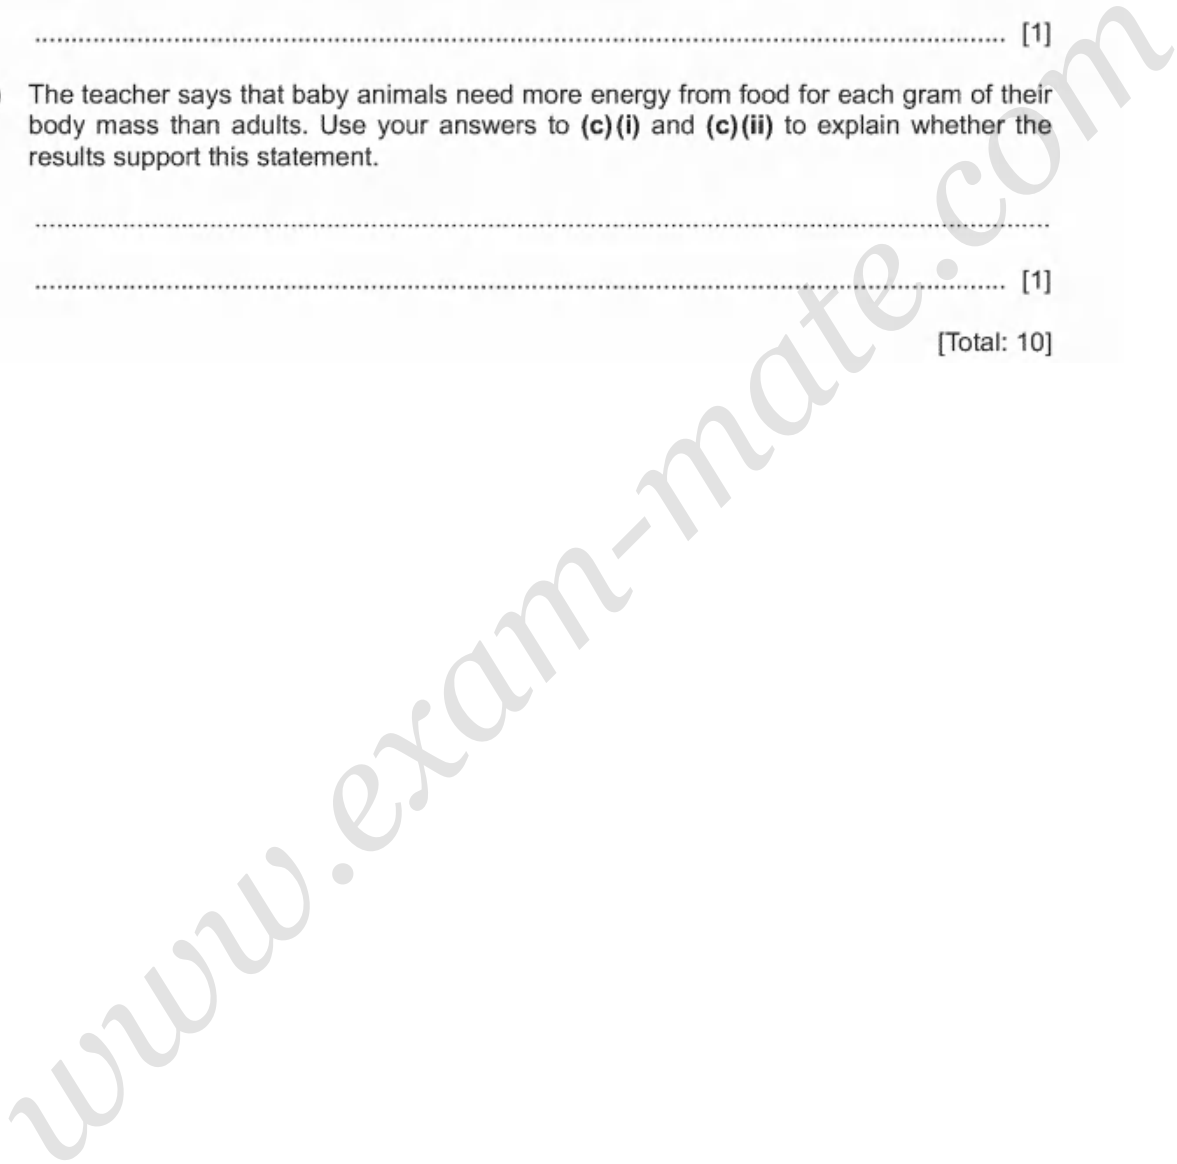 [1]
The teacher says that baby animals need more energy from food for each gram of their
body mass than adults. Use your answers to (c)(i) and (c)(ii) to explain whether the
results support this statement.
[1]
[Total: 10]
www.exam-mate.com